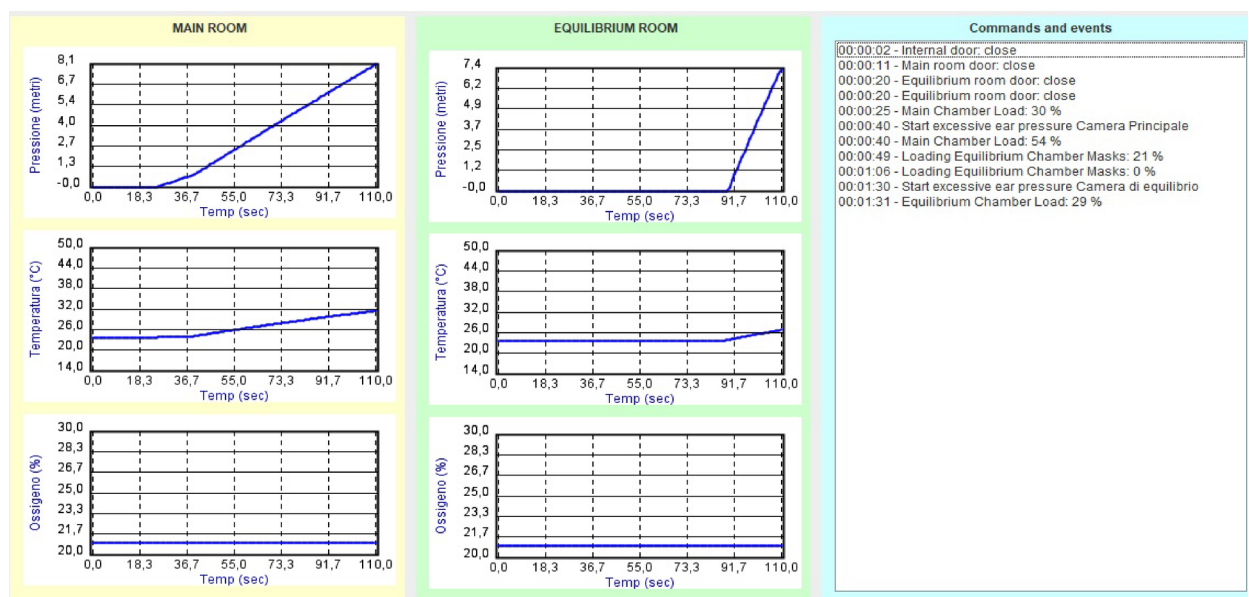 MAIN ROOM
Pressione (metri)
8,1
6,7
5,4
4,0
2,7
1,3
-0,0
0,0 18,3 36,7 55,0 73,3 91,7 110,0
Temp (sec)
Temperatura (°C)
50,0
44,0
38,0
32,0
26,0
20,0
14,0
0,0 18,3 36,7 55,0 73,3 91,7 110,0
Temp (sec)
Ossigeno (%)
30,0
28,3
26,7
25,0
23,3
21,7
20,0
0,0 18,3 36,7 55,0 73,3 91,7 110,0
Temp (sec)
EQUILIBRIUM ROOM
Pressione (metri)
7,4
6,2
4,9
3,7
2,5
1,2
-0,0
0,0 18,3 36,7 55,0 73,3 91,7 110,0
Temp (sec)
Temperatura (°C)
50,0
44,0
38,0
32,0
26,0
20,0
14,0
0,0 18,3 36,7 55,0 73,3 91,7 110,0
Temp (sec)
Ossigeno (%)
30,0
28,3
26,7
25,0
23,3
21,7
20,0
0,0 18,3 36,7 55,0 73,3 91,7 110,0
Temp (sec)
Commands and events
00:00:02 - Internal door: close
00:00:11 - Main room door: close
00:00:20 - Equilibrium room door: close
00:00:20 - Equilibrium room door: close
00:00:25 - Main Chamber Load: 30 %
00:00:40 - Start excessive ear pressure Camera Principale
00:00:40 - Main Chamber Load: 54 %
00:00:49 - Loading Equilibrium Chamber Masks: 21 %
00:01:06 - Loading Equilibrium Chamber Masks: 0 %
00:01:30 - Start excessive ear pressure Camera di equilibrio
00:01:31 - Equilibrium Chamber Load: 29 %